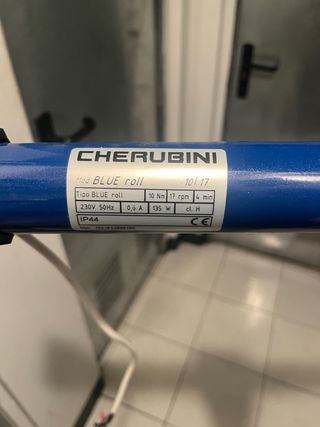 CHERUBINI
Mod. BLUE roll 10/17
Tipo BLUE roll 10 Nm 17 rpm 4 min
230V 50Hz 0,6 A 135 W cl. H
IP44 CE